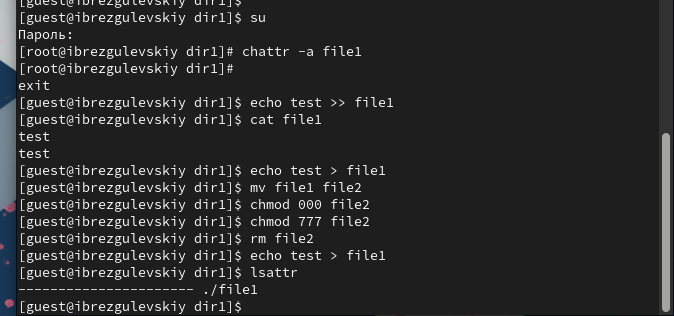 [guest@ibrezgulevskiy dir1]$
[guest@ibrezgulevskiy dir1]$ su
Пароль:
[root@ibrezgulevskiy dir1]# chattr -a file1
[root@ibrezgulevskiy dir1]#
exit
[guest@ibrezgulevskiy dir1]$ echo test >> file1
[guest@ibrezgulevskiy dir1]$ cat file1
test
test
[guest@ibrezgulevskiy dir1]$ echo test > file1
[guest@ibrezgulevskiy dir1]$ mv file1 file2
[guest@ibrezgulevskiy dir1]$ chmod 000 file2
[guest@ibrezgulevskiy dir1]$ chmod 777 file2
[guest@ibrezgulevskiy dir1]$ rm file2
[guest@ibrezgulevskiy dir1]$ echo test > file1
[guest@ibrezgulevskiy dir1]$ lsattr
---------------------- ./file1
[guest@ibrezgulevskiy dir1]$